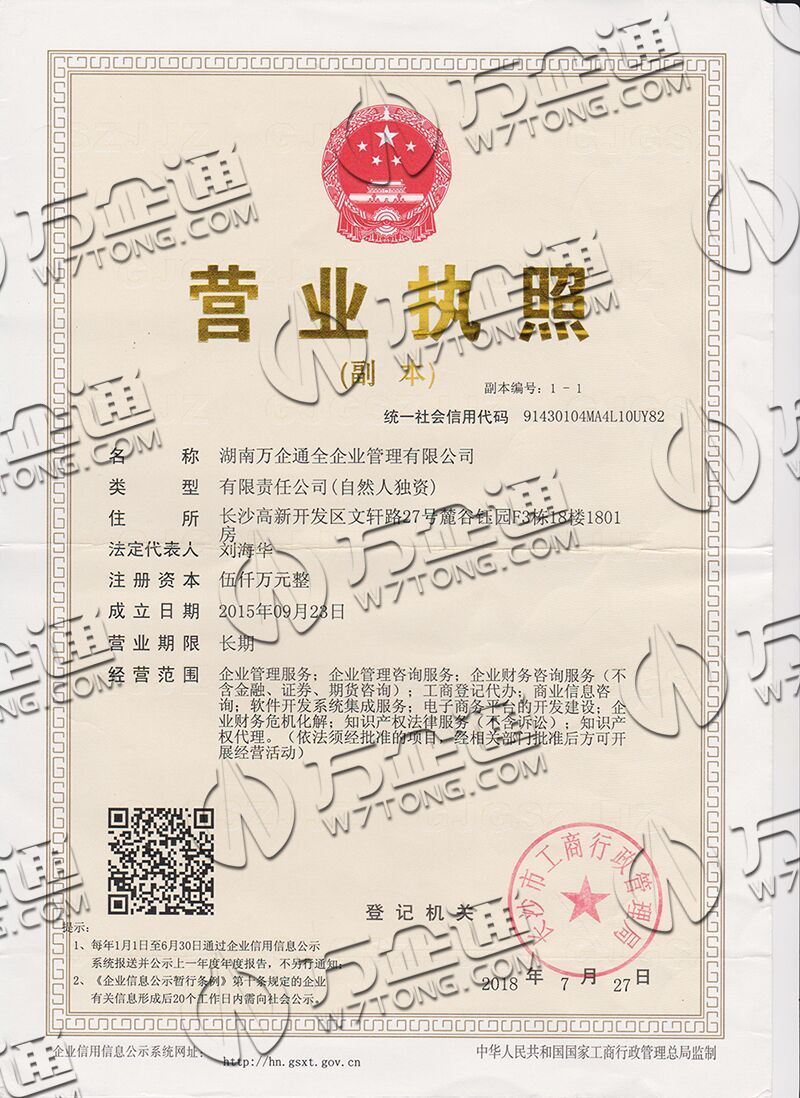 万企通
W7TONG.COM
万企通
W7TONG.COM
营业执照
(副 本)
副本编号: 1 - 1
统一社会信用代码 91430104MA4L10UY82
名 称 湖南万企通全企业管理有限公司
类 型 有限责任公司(自然人独资)
住 所 长沙高新开发区文轩路27号麓谷钰园F3栋18楼1801
房
法定代表人 刘海华
注册资本 伍仟万元整
成立日期 2015年09月23日
营业期限 长期
经营范围 企业管理服务；企业管理咨询服务；企业财务咨询服务（不
含金融、证券、期货咨询）；工商登记代办；商业信息咨
询；软件开发系统集成服务；电子商务平台的开发建设；企
业财务危机化解；知识产权法律服务（不含诉讼）；知识产
权代理。（依法须经批准的项目，经相关部门批准后方可开
展经营活动）
万企通
W7TONG.COM
万企通
W7TONG.COM
万企通
W7TONG.COM
长沙市工商行政管理局
登记机关
2018 年 7 月 27 日
提示：
1、每年1月1日至6月30日通过企业信用信息公示
系统报送并公示上一年度年度报告，不另行通知；
2、《企业信息公示暂行条例》第十条规定的企业
有关信息形成后20个工作日内需向社会公示。
企业信用信息公示系统网址： http://hn.gsxt.gov.cn
中华人民共和国国家工商行政管理总局监制